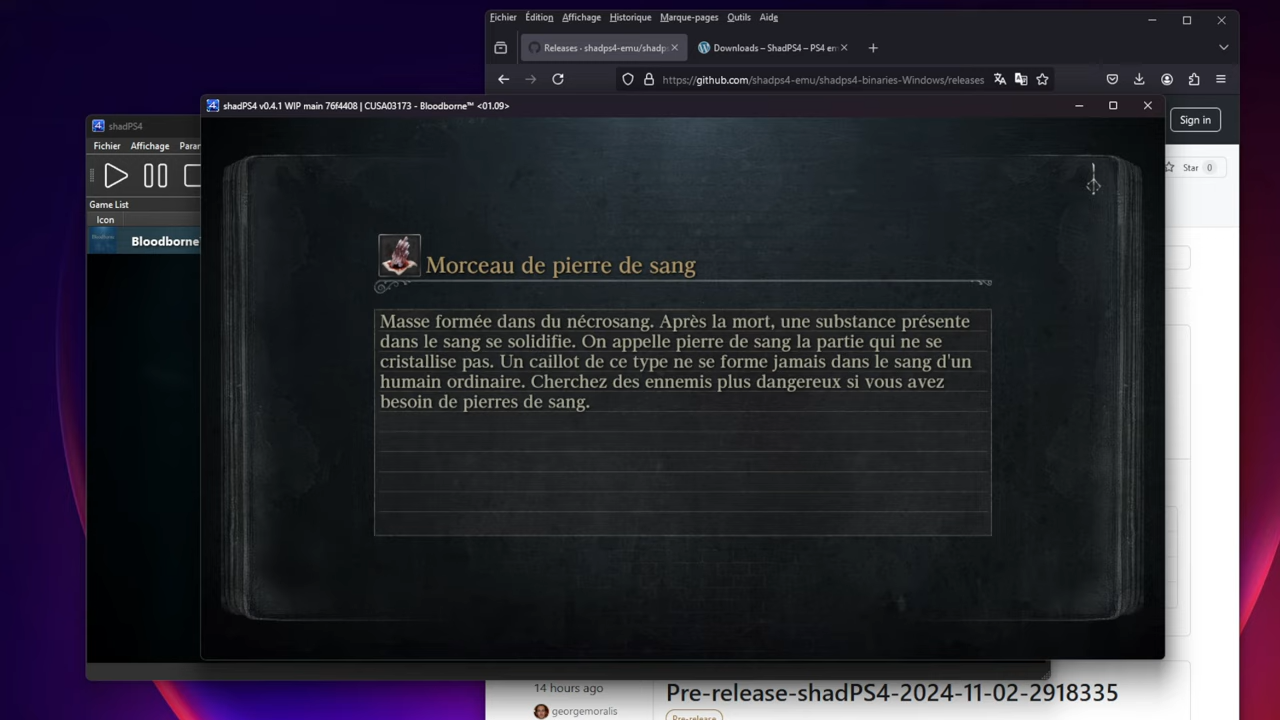 Fichier Édition Affichage Historique Marque-pages Outils Aide
Releases · shadps4-emu/shadp
Downloads – ShadPS4 – PS4 em
https://github.com/shadps4-emu/shadps4-binaries-Windows/releases
shadPS4 v0.4.1 WIP main 76f4408 | CUSA03173 - Bloodborne™ <01.09>
Sign in
shadPS4
Fichier Affichage Parar
Star 0
Game List
Icon
Bloodborne™
Morceau de pierre de sang
Masse formée dans du nécrosang. Après la mort, une substance présente
dans le sang se solidifie. On appelle pierre de sang la partie qui ne se
cristallise pas. Un caillot de ce type ne se forme jamais dans le sang d'un
humain ordinaire. Cherchez des ennemis plus dangereux si vous avez
besoin de pierres de sang.
14 hours ago
Pre-release-shadPS4-2024-11-02-2918335
georgemoralis
Pre-release